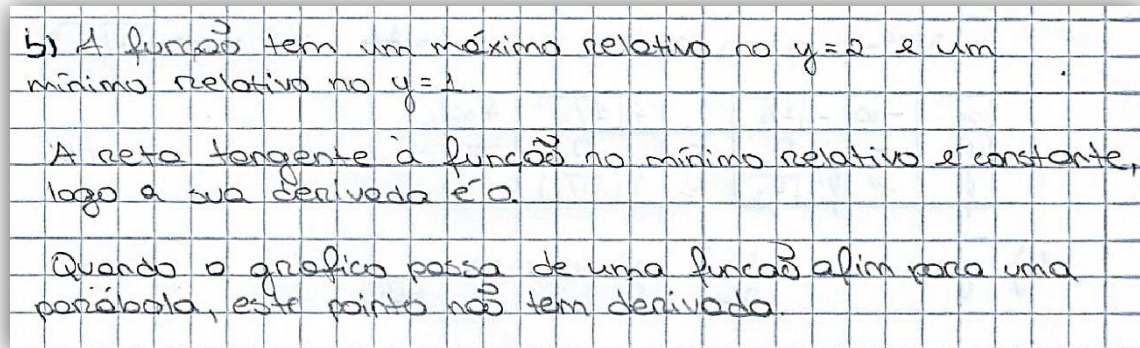 b) A função tem um máximo relativo no y=2 e um
mínimo relativo no y=1.
A reta tangente à função no mínimo relativo é constante,
logo a sua derivada é 0.
Quando o gráfico passa de uma função afim para uma
parábola, este pointo não tem derivada.